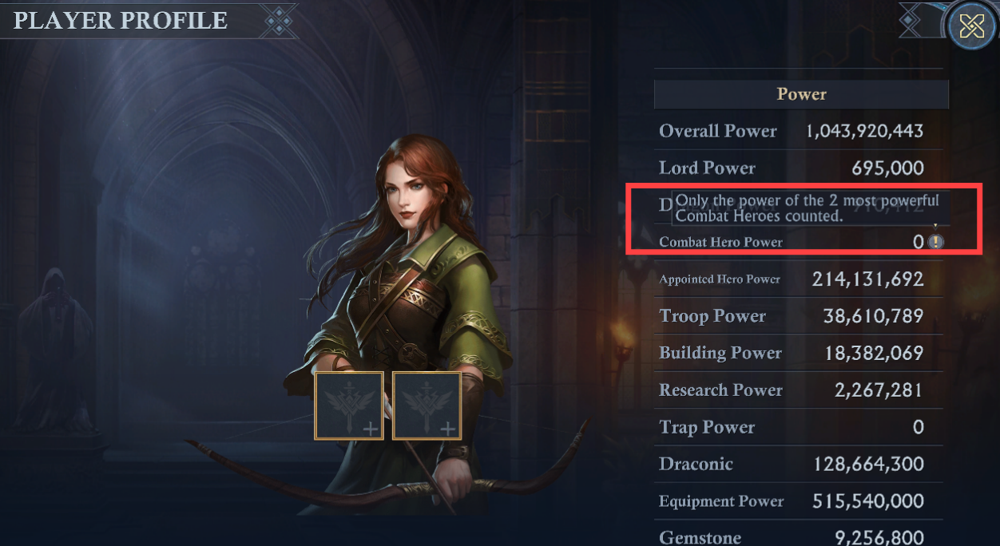 PLAYER PROFILE
Power
Overall Power 1,043,920,443
Lord Power 695,000
Only the power of the 2 most powerful
Combat Heroes counted.
Combat Hero Power 0
Appointed Hero Power 214,131,692
Troop Power 38,610,789
Building Power 18,382,069
Research Power 2,267,281
Trap Power 0
Draconic 128,664,300
Equipment Power 515,540,000
Gemstone 9,256,800